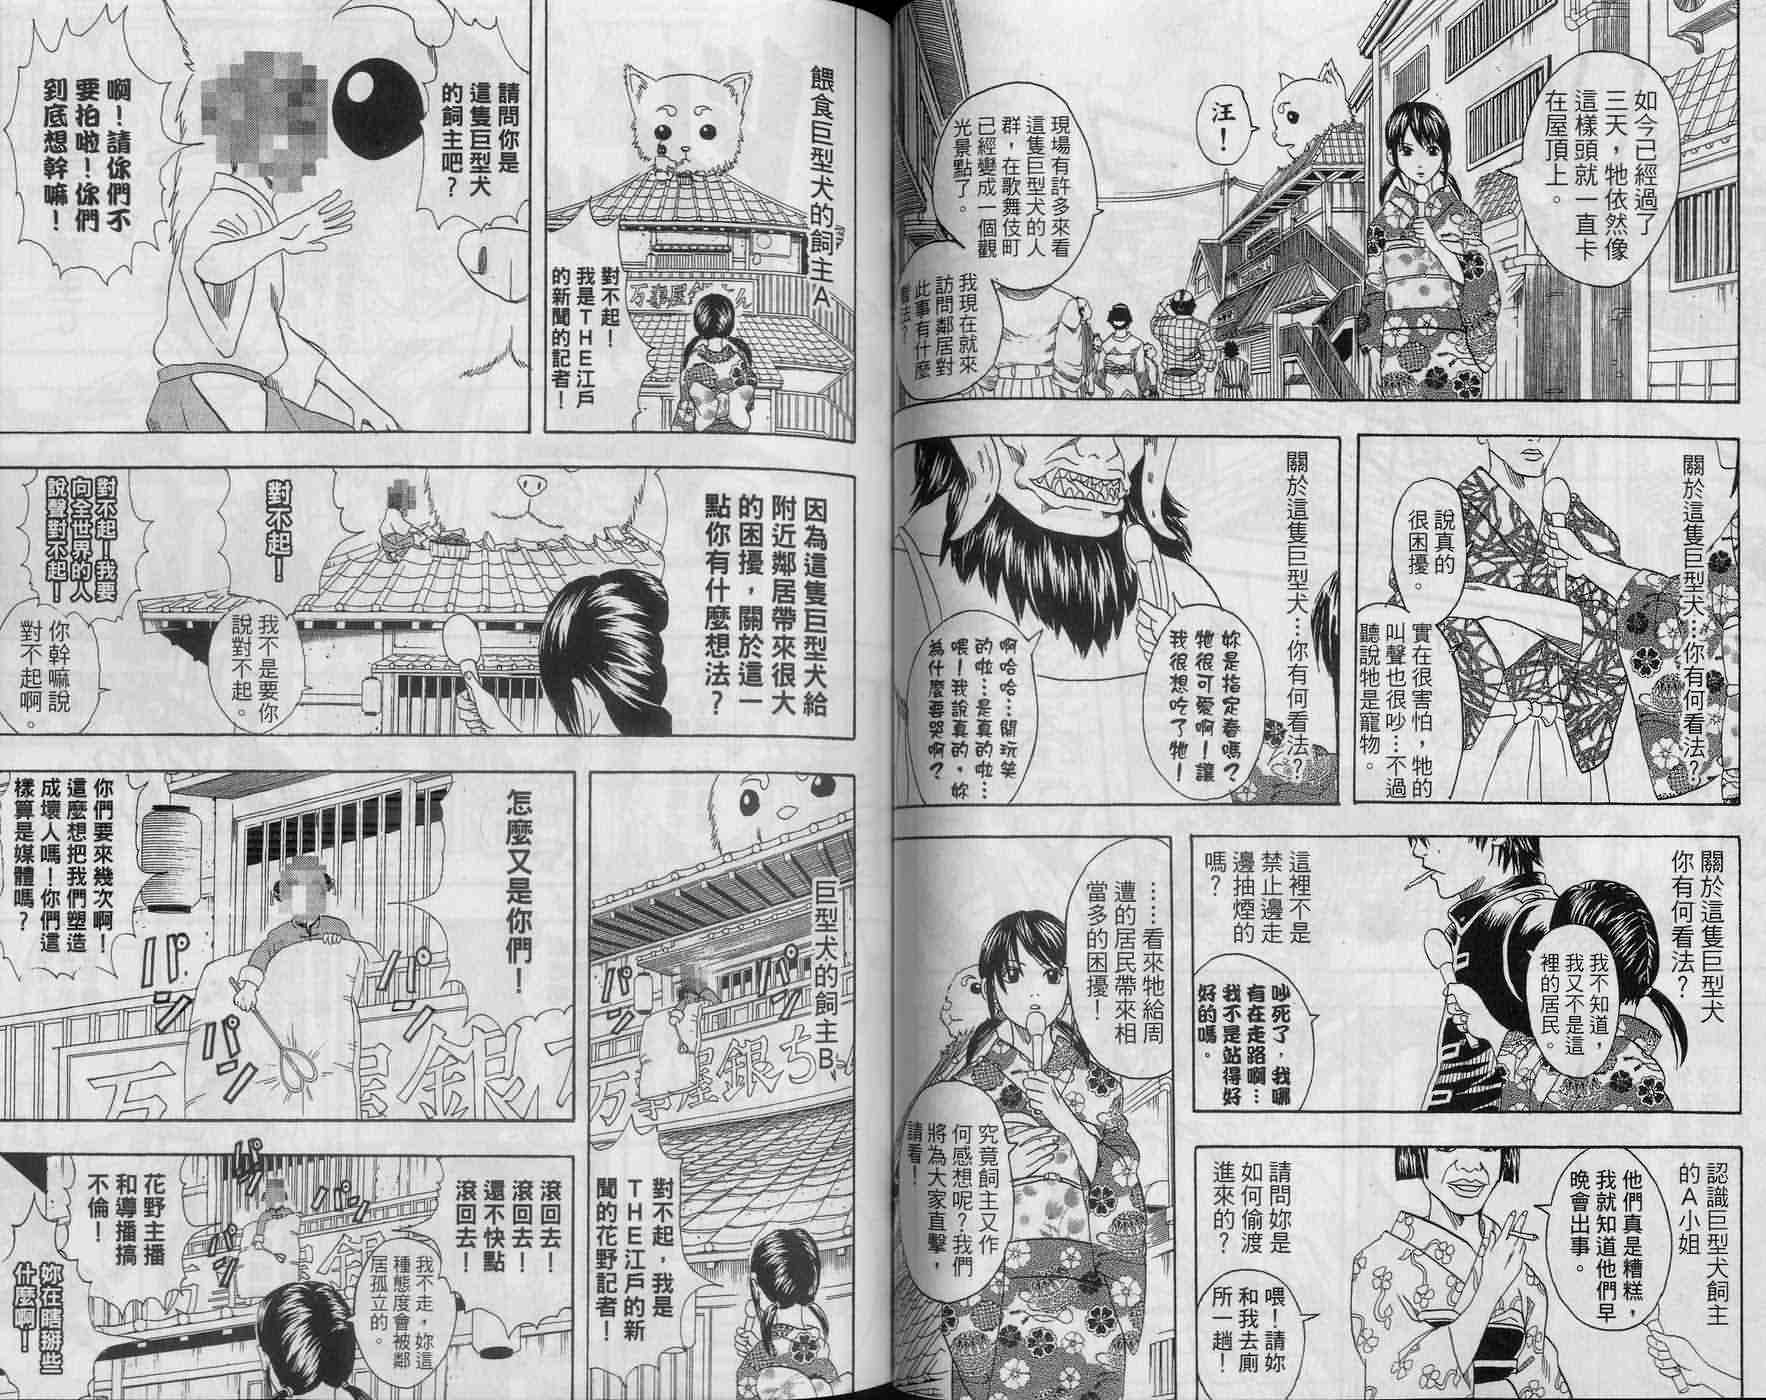 如今已經過了
三天，牠依然像
這樣頭就一直卡
在屋頂上。
汪！
現場有許多來看
這隻巨型犬的人
群，在歌舞伎町
已經變成一個觀
光景點了。
我現在就來
訪問鄰居對
此事有什麼
看法？
關於這隻巨型犬…你有何看法？
說真的
很困擾。
實在很害怕，牠的
叫聲也很吵…不過
聽說牠是寵物。
關於這隻巨型犬…你有何看法？
妳是指定春嗎？
牠很可愛啊！讓
我很想吃了牠！
啊哈哈…開玩笑
的啦…是真的啦…
喂！我說真的，妳
為什麼要哭啊？
關於這隻巨型犬
你有何看法？
我不知道，
我又不是這
裡的居民。
這裡不是
禁止邊走
邊抽煙的
嗎？
吵死了，我哪
有在走路啊…
我不是站得好
好的嗎。
認識巨型犬飼主
的A小姐
他們真是糟糕，
我就知道他們早
晚會出事。
請問妳是
如何偷渡
進來的？
喂！請妳
和我去廁
所一趟！
……看來牠給周
遭的居民帶來相
當多的困擾！
究竟飼主又作
何感想呢？我們
將為大家直擊，
請看！
餵食巨型犬的飼主A
万事屋銀ちゃん
對不起！
我是THE江戶
的新聞的記者！
請問你是
這隻巨型犬
的飼主吧？
啊！請你們不
要拍啦！你們
到底想幹嘛！
因為這隻巨型犬給
附近鄰居帶來很大
的困擾，關於這一
點你有什麼想法？
對不起！
我不是要你
說對不起。
對不起！我要
向全世界的人
說聲對不起！
你幹嘛說
對不起啊。
巨型犬的飼主B
パン
パン
万事屋銀ちゃん
對不起，我是
THE江戶的新
聞的花野記者！
怎麼又是你們！
パン
パン
パン
万事屋銀ち
你們要來幾次啊！
這麼想把我們塑造
成壞人嗎！你們這
樣算是媒體嗎？
滾回去！
滾回去！
還不快點
滾回去！
パン
パン
我不走，妳這
種態度會被鄰
居孤立的。
花野主播
和導播搞
不倫！
妳在瞎掰些
什麼啊！